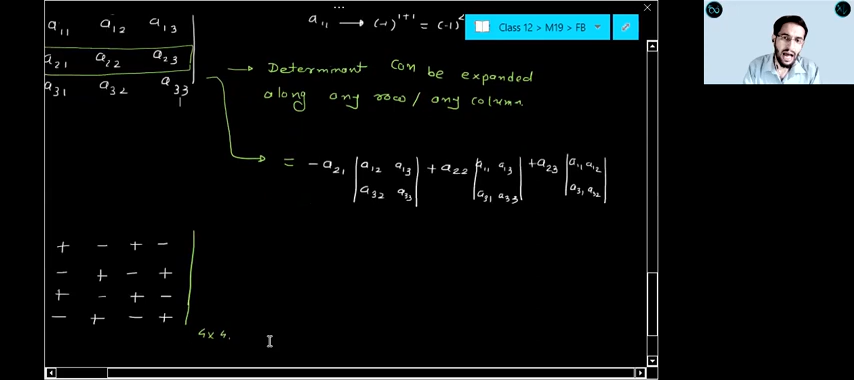 a11 a12 a13
a11 → (-1)^1+1 = (-1)
Class 12 > M19 > FB
a21 a22 a23
a31 a32 a33
→ Determinant can be expanded
along any row / any column
= - a21 | a12 a13 | + a22 | a11 a13 | + a23 | a11 a12 |
a32 a33 a31 a33 a31 a32
+ - + -
- + - +
+ - + -
- + - +
4x4.